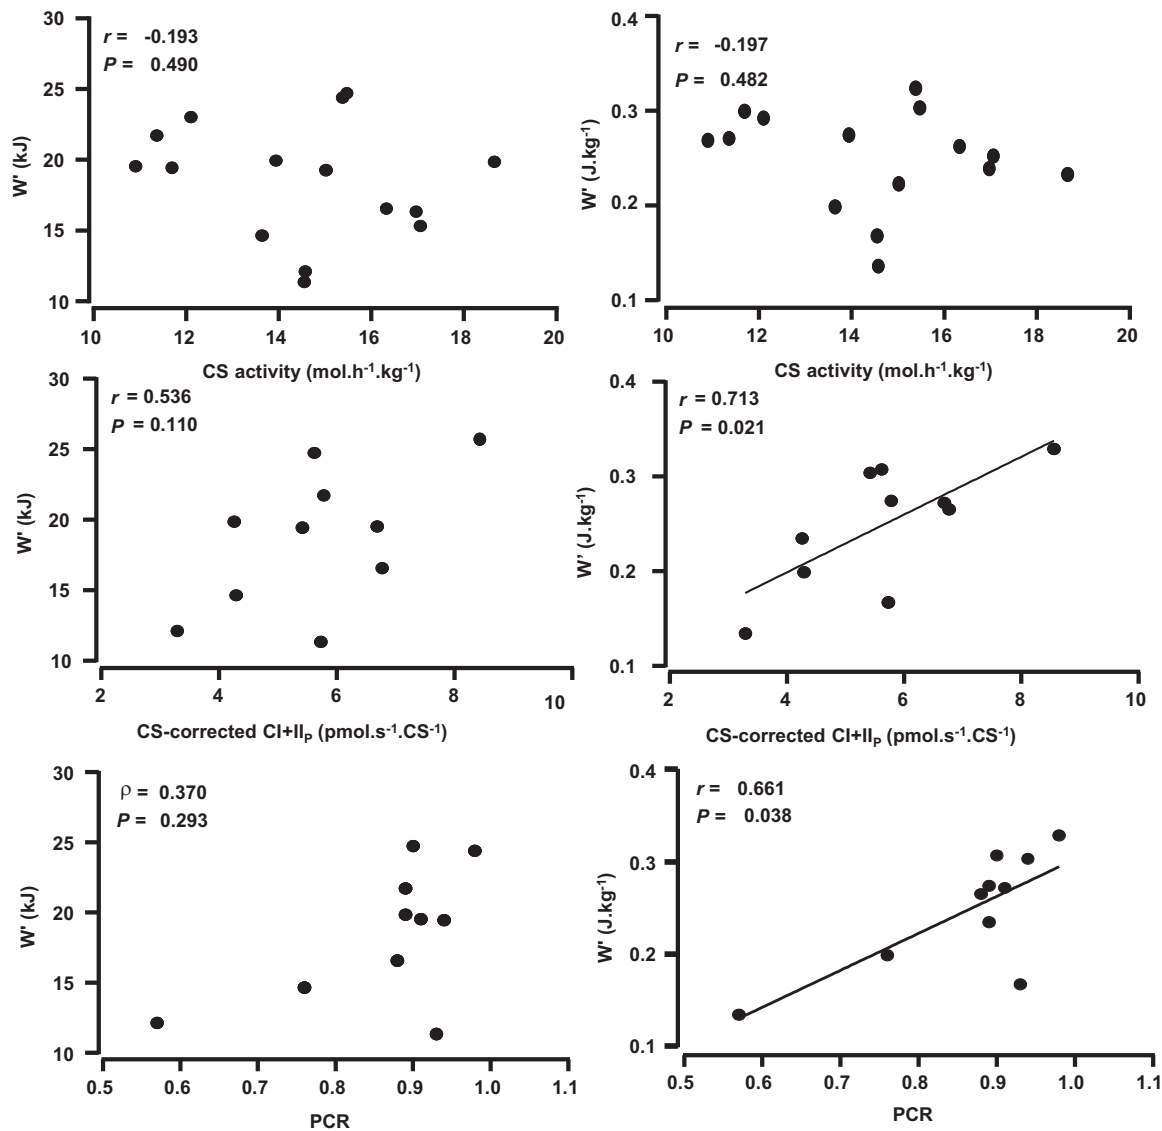 30
r = -0.193
P = 0.490
25
W' (kJ)
20
15
10
10 12 14 16 18 20
CS activity (mol.h⁻¹.kg⁻¹)
0.4
r = -0.197
P = 0.482
0.3
W' (J.kg⁻¹)
0.2
0.1
10 12 14 16 18 20
CS activity (mol.h⁻¹.kg⁻¹)
30
r = 0.536
P = 0.110
25
W' (kJ)
20
15
10
2 4 6 8 10
CS-corrected CI+II_P (pmol.s⁻¹.CS⁻¹)
0.4
r = 0.713
P = 0.021
0.3
W' (J.kg⁻¹)
0.2
0.1
2 4 6 8 10
CS-corrected CI+II_P (pmol.s⁻¹.CS⁻¹)
30
ρ = 0.370
P = 0.293
25
W' (kJ)
20
15
10
0.5 0.6 0.7 0.8 0.9 1.0 1.1
PCR
0.4
r = 0.661
P = 0.038
0.3
W' (J.kg⁻¹)
0.2
0.1
0.5 0.6 0.7 0.8 0.9 1.0 1.1
PCR